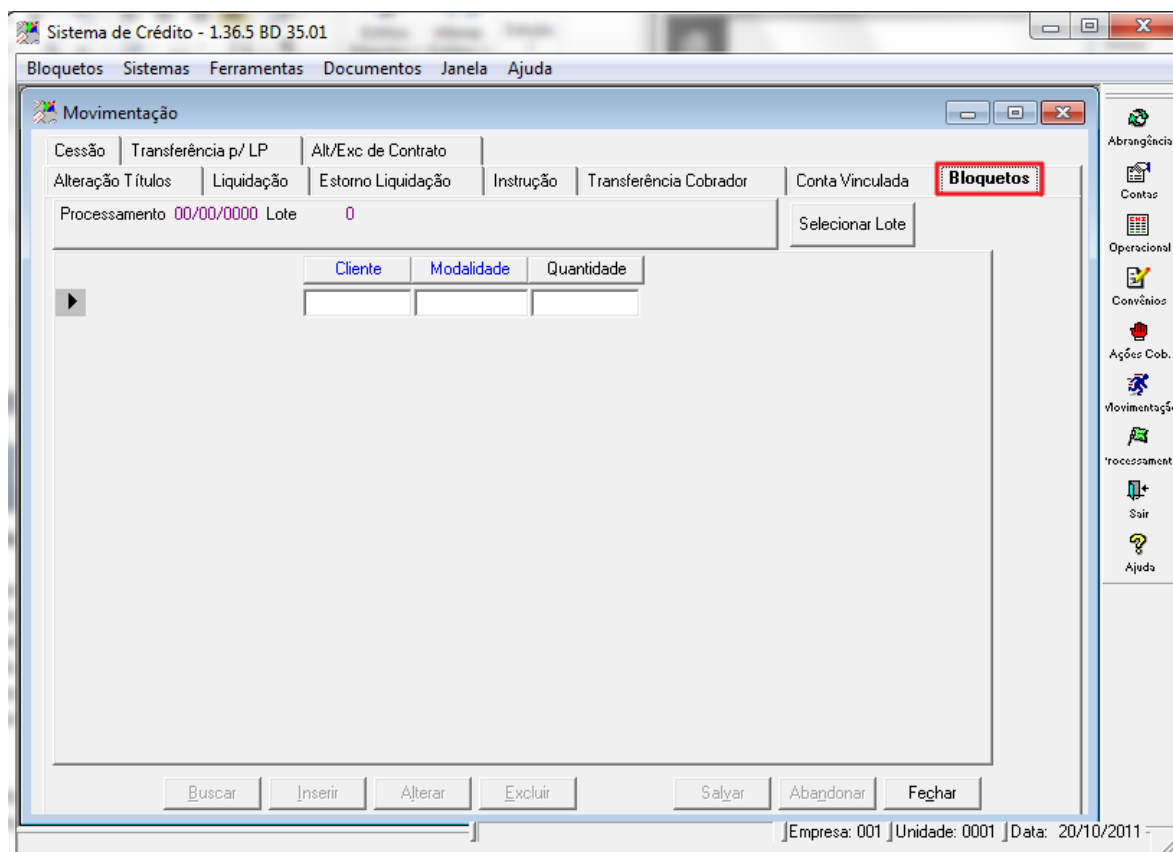 Sistema de Crédito - 1.36.5 BD 35.01
Bloquetos Sistemas Ferramentas Documentos Janela Ajuda
Movimentação
Cessão Transferência p/ LP Alt/Exc de Contrato
Alteração Títulos Liquidação Estorno Liquidação Instrução Transferência Cobrador Conta Vinculada Bloquetos
Processamento 00/00/0000 Lote 0
Selecionar Lote
Cliente Modalidade Quantidade
Buscar Inserir Alterar Excluir Salvar Abandonar Fechar
Abrangência
Contas
Operacional
Convênios
Ações Cob.
Movimentaçã
rocessament
Sair
Ajuda
Empresa: 001 Unidade: 0001 Data: 20/10/2011